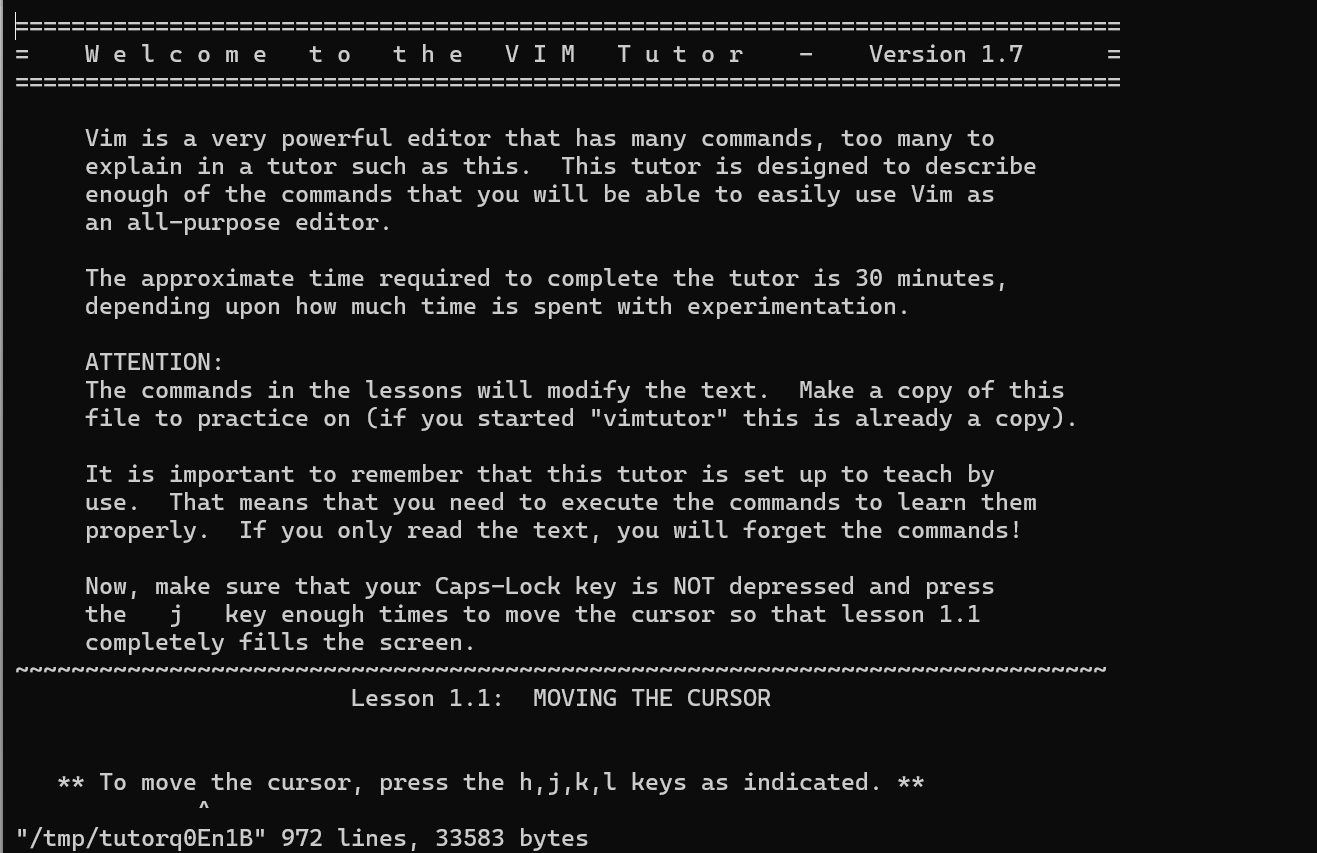 ===============================================================================
=    W e l c o m e   t o   t h e   V I M   T u t o r   -    Version 1.7      =
===============================================================================

     Vim is a very powerful editor that has many commands, too many to
     explain in a tutor such as this.  This tutor is designed to describe
     enough of the commands that you will be able to easily use Vim as
     an all-purpose editor.

     The approximate time required to complete the tutor is 30 minutes,
     depending upon how much time is spent with experimentation.

     ATTENTION:
     The commands in the lessons will modify the text.  Make a copy of this
     file to practice on (if you started "vimtutor" this is already a copy).

     It is important to remember that this tutor is set up to teach by
     use.  That means that you need to execute the commands to learn them
     properly.  If you only read the text, you will forget the commands!

     Now, make sure that your Caps-Lock key is NOT depressed and press
     the   j   key enough times to move the cursor so that lesson 1.1
     completely fills the screen.
~~~~~~~~~~~~~~~~~~~~~~~~~~~~~~~~~~~~~~~~~~~~~~~~~~~~~~~~~~~~~~~~~~~~~~~~~~~~~~
                        Lesson 1.1:  MOVING THE CURSOR


   ** To move the cursor, press the h,j,k,l keys as indicated. **
             ^
"/tmp/tutorq0En1B" 972 lines, 33583 bytes